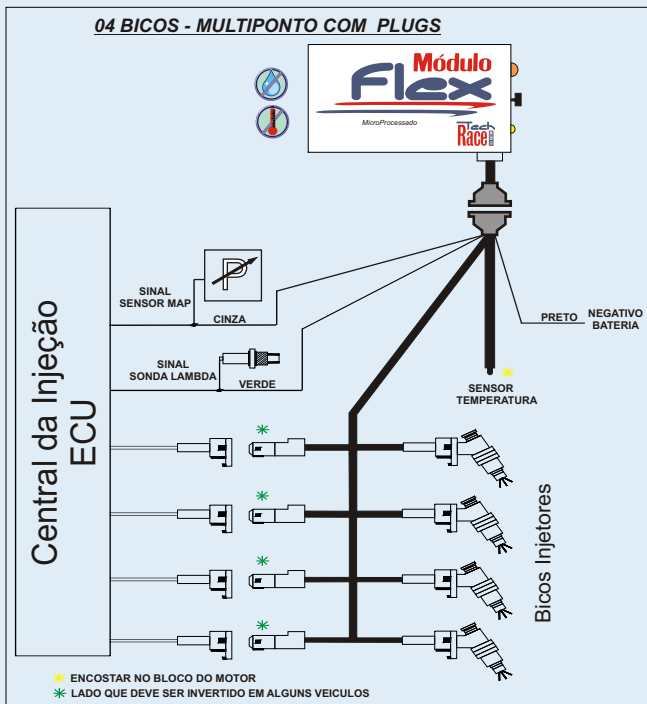 04 BICOS - MULTIPONTO COM PLUGS
Módulo
Flex
MicroProcessado
Tech
Race
SINAL
SENSOR MAP
P
CINZA
SINAL
SONDA LAMBDA
VERDE
PRETO
NEGATIVO
BATERIA
SENSOR
TEMPERATURA
Central da Injeção
ECU
Bicos Injetores
ENCOSTAR NO BLOCO DO MOTOR
LADO QUE DEVE SER INVERTIDO EM ALGUNS VEICULOS